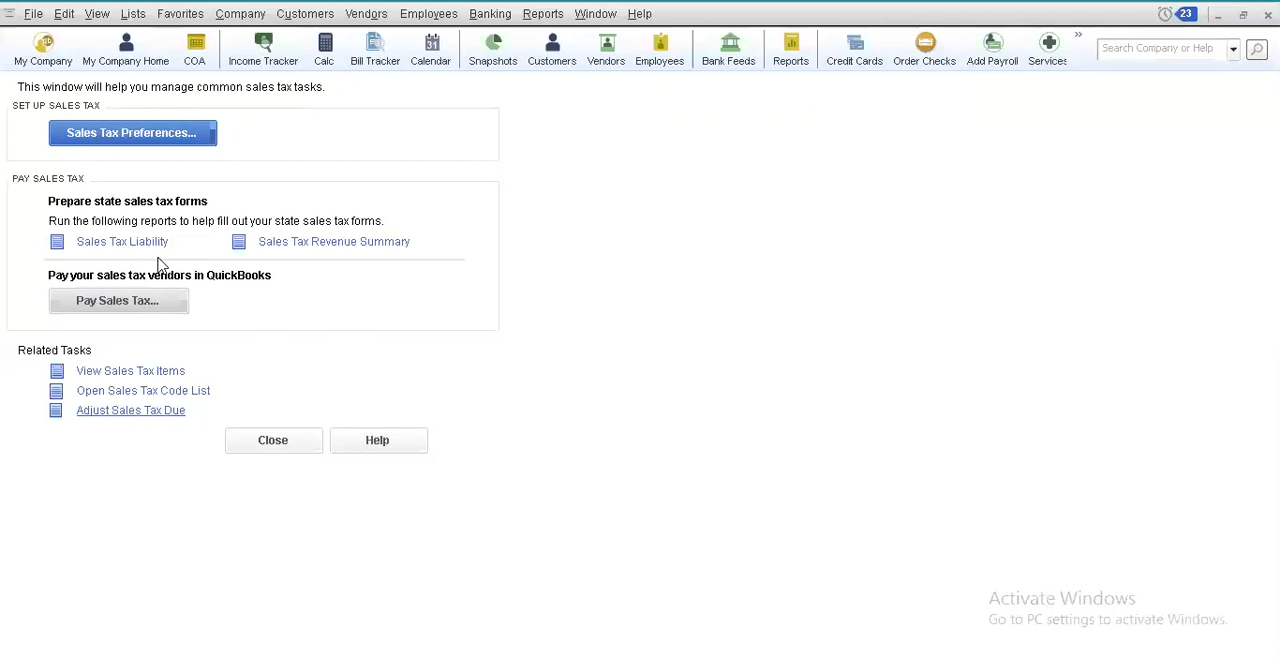 File Edit View Lists Favorites Company Customers Vendors Employees Banking Reports Window Help 23
My Company My Company Home COA Income Tracker Calc Bill Tracker 31 Calendar Snapshots Customers Vendors Employees Bank Feeds Reports Credit Cards Order Checks Add Payroll Services » Search Company or Help
This window will help you manage common sales tax tasks.
SET UP SALES TAX
Sales Tax Preferences...
PAY SALES TAX
Prepare state sales tax forms
Run the following reports to help fill out your state sales tax forms.
Sales Tax Liability Sales Tax Revenue Summary
Pay your sales tax vendors in QuickBooks
Pay Sales Tax...
Related Tasks
View Sales Tax Items
Open Sales Tax Code List
Adjust Sales Tax Due
Close Help
Activate Windows
Go to PC settings to activate Windows.